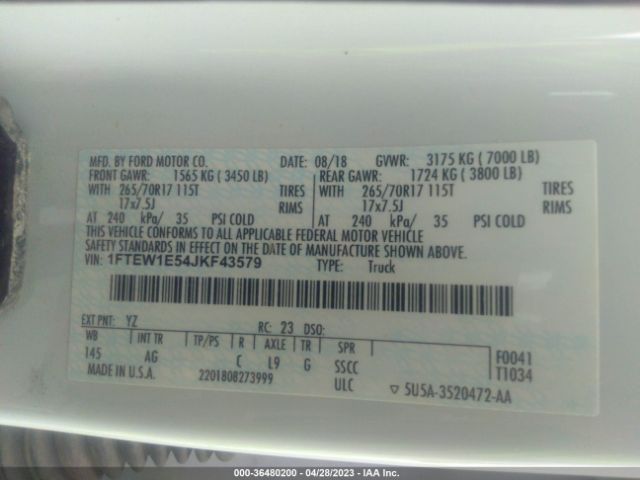 MFD. BY FORD MOTOR CO. DATE: 08/18 GVWR: 3175 KG ( 7000 LB)
FRONT GAWR: 1565 KG ( 3450 LB) REAR GAWR: 1724 KG ( 3800 LB)
WITH 265/70R17 115T TIRES WITH 265/70R17 115T TIRES
17x7.5J RIMS 17x7.5J RIMS
AT 240 kPa/ 35 PSI COLD AT 240 kPa/ 35 PSI COLD
THIS VEHICLE CONFORMS TO ALL APPLICABLE FEDERAL MOTOR VEHICLE
SAFETY STANDARDS IN EFFECT ON THE DATE OF MANUFACTURE SHOWN ABOVE.
VIN: 1FTEW1E54JKF43579 TYPE: Truck
EXT PNT: YZ RC: 23 DSO:
WB INT TR TP/PS R AXLE TR SPR
145 AG C L9 G SSCC F0041
ULC T1034
MADE IN U.S.A. 2201808273999 ▽ 5U5A-3520472-AA
000-36480200 - 04/28/2023 - IAA Inc.